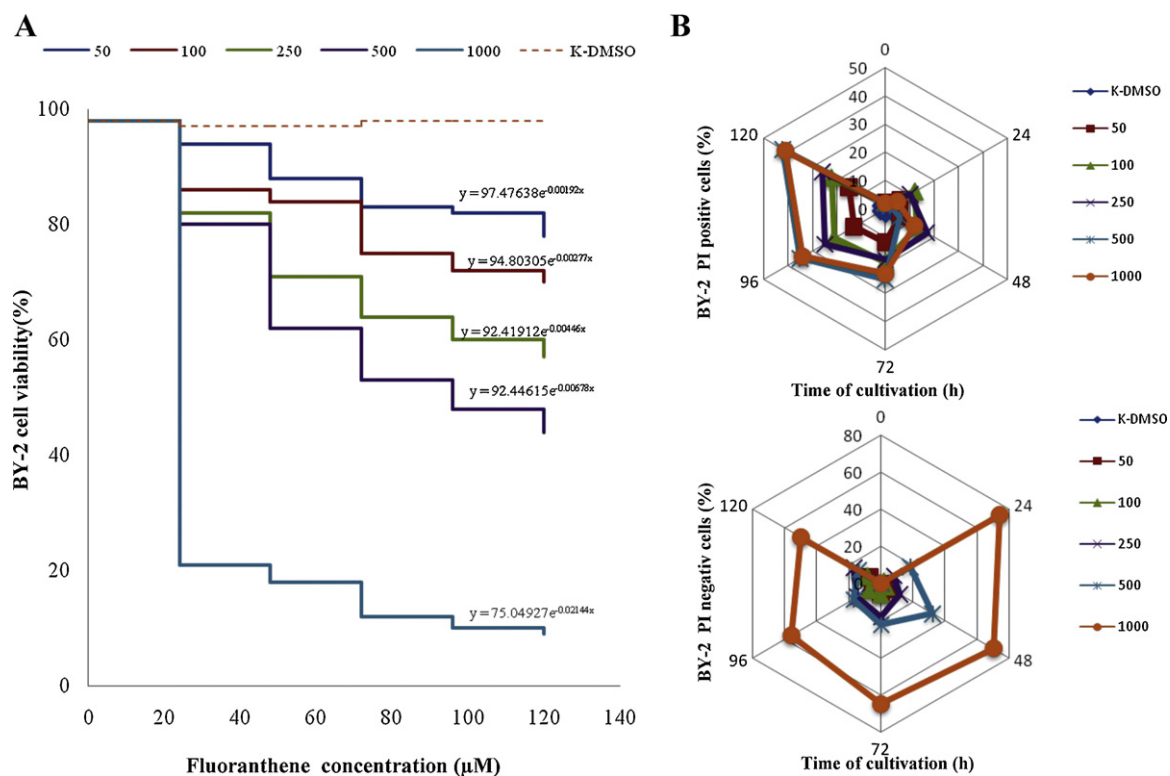 A
50 100 250 500 1000 K-DMSO
BY-2 cell viability(%)
100
80
60
40
20
0
y = 97.47638e-0.00192x
y = 94.80305e-0.00277x
y = 92.41912e-0.00446x
y = 92.44615e-0.00678x
y = 75.04927e-0.02144x
0 20 40 60 80 100 120 140
Fluoranthene concentration (µM)
B
BY-2 PI positiv cells (%)
0
50
40
30
20
10
0
24
48
72
96
120
Time of cultivation (h)
K-DMSO
50
100
250
500
1000
BY-2 PI negativ cells (%)
0
80
60
40
20
0
24
48
72
96
120
Time of cultivation (h)
K-DMSO
50
100
250
500
1000